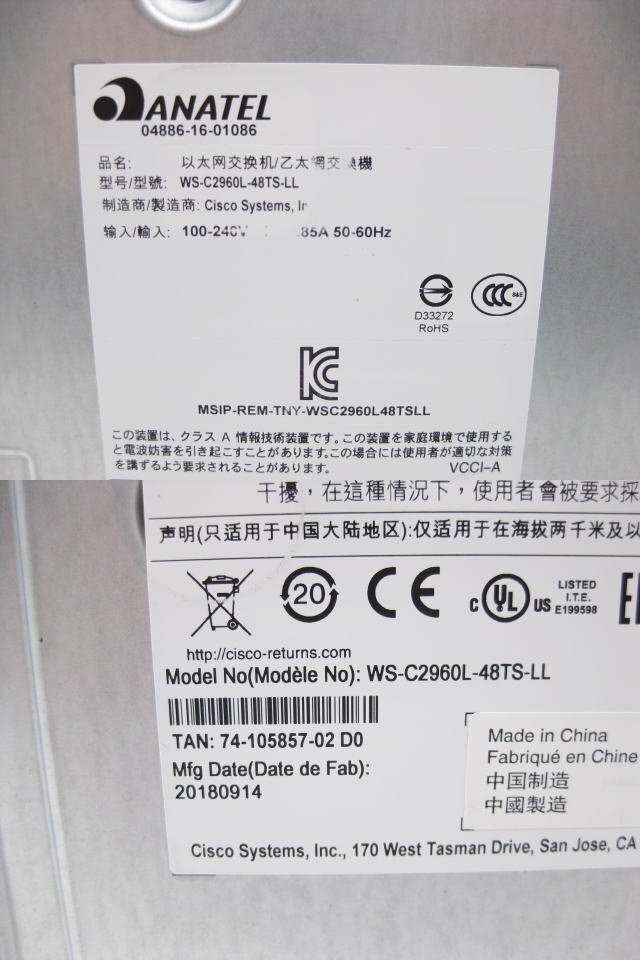 ANATEL
04886-16-01086
品名: 以太网交换机/乙太網交換機
型号/型號: WS-C2960L-48TS-LL
制造商/製造商: Cisco Systems, In
输入/輸入: 100-240V .85A 50-60Hz
D33272
RoHS
CCC S&E
KC
MSIP-REM-TNY-WSC2960L48TSLL
この装置は、クラス A 情報技術装置です。この装置を家庭環境で使用する
と電波妨害を引き起こすことがあります。この場合には使用者が適切な対策
を講ずるよう要求されることがあります。 VCCI-A
干擾，在這種情況下，使用者會被要求採
声明(只适用于中国大陆地区):仅适用于在海拔两千米及以
20
CE
c UL US LISTED
I.T.E.
E199598
http://cisco-returns.com
Model No(Modèle No): WS-C2960L-48TS-LL
TAN: 74-105857-02 D0
Mfg Date(Date de Fab):
20180914
Made in China
Fabriqué en Chine
中国制造
中國製造
Cisco Systems, Inc., 170 West Tasman Drive, San Jose, CA